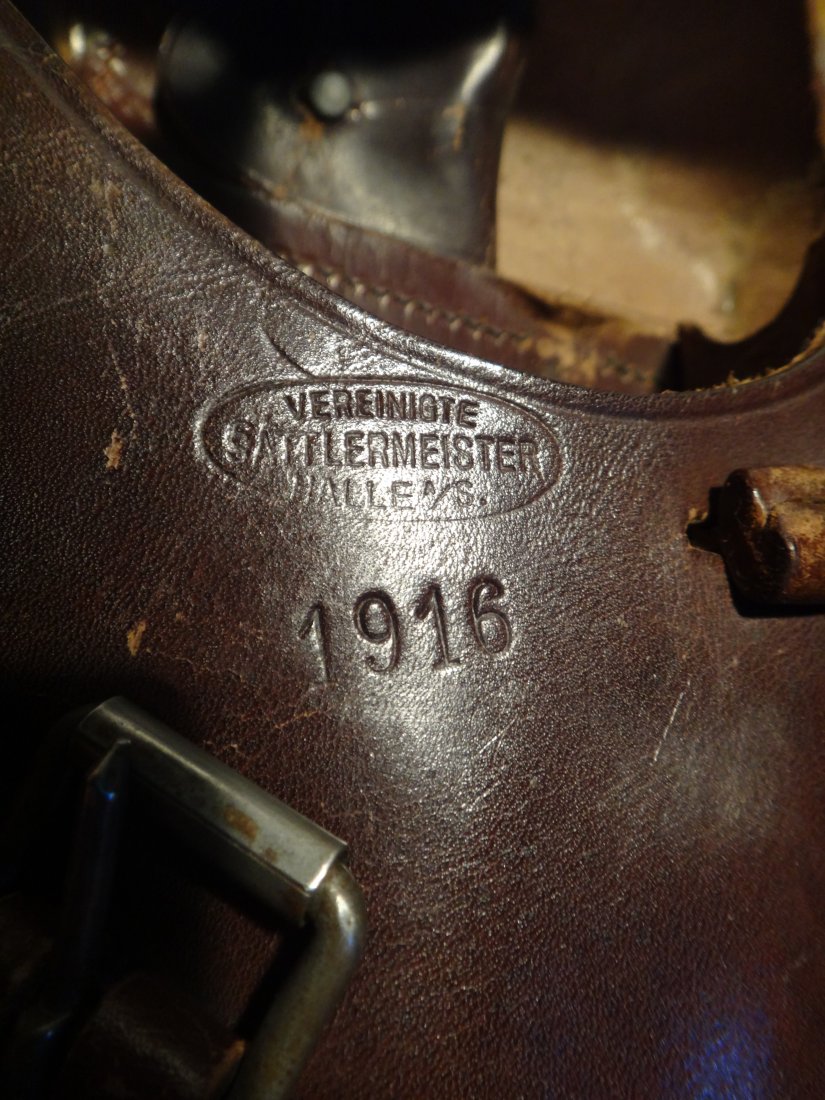 VEREINIGTE
SATTLERMEISTER
HALLE A/S.
1916